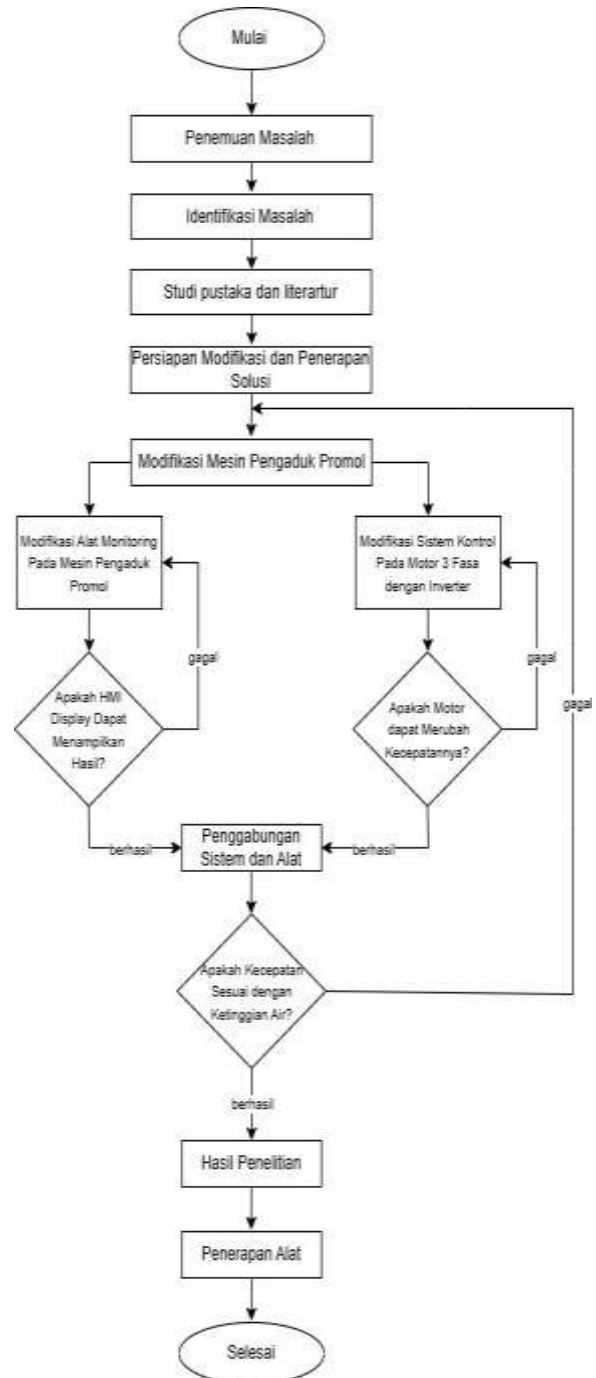 Mulai
Penemuan Masalah
Identifikasi Masalah
Studi pustaka dan literartur
Persiapan Modifikasi dan Penerapan
Solusi
Modifikasi Mesin Pengaduk Promol
Modifikasi Alat Monitoring
Pada Mesin Pengaduk
Promol
Modifikasi Sistem Kontrol
Pada Motor 3 Fasa
dengan Inverter
gagal
gagal
gagal
Apakah HMI
Display Dapat
Menampilkan
Hasil?
Apakah Motor
dapat Merubah
Kecepatannya?
berhasil
Penggabungan
Sistem dan Alat
berhasil
Apakah Kecepatan
Sesuai dengan
Ketinggian Air?
berhasil
Hasil Penelitian
Penerapan Alat
Selesai